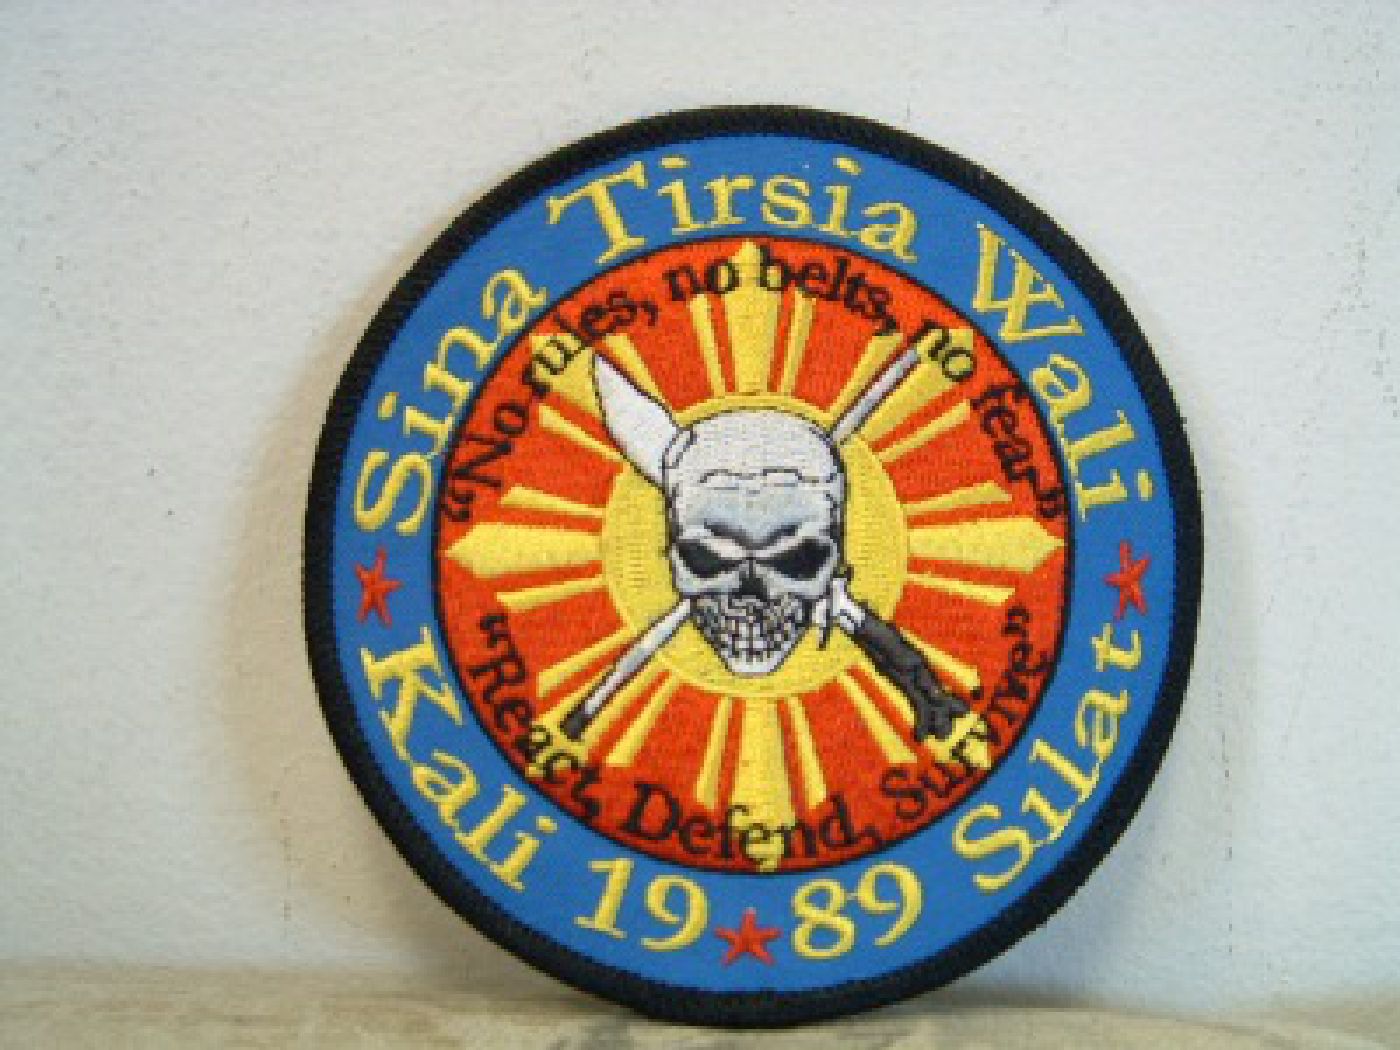 Sina Tirsia Wali
"No rules, no belts, no fear"
"React, Defend, Survive"
Kali 19 89 Silat